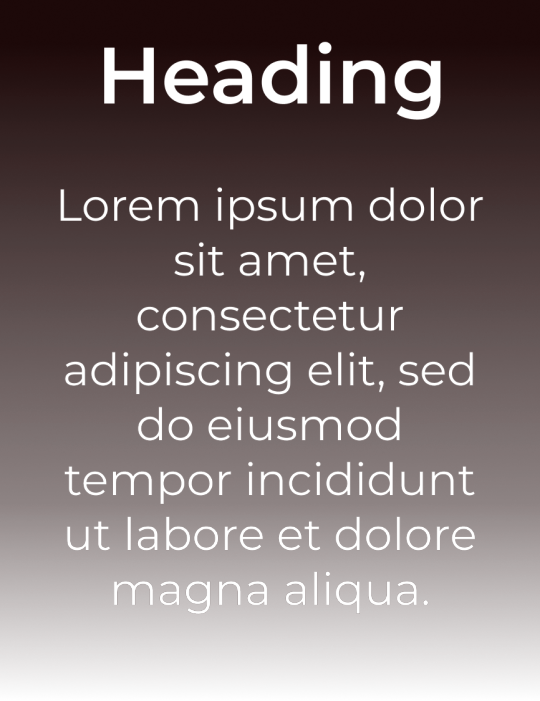 Heading
Lorem ipsum dolor
sit amet,
consectetur
adipiscing elit, sed
do eiusmod
tempor incididunt
ut labore et dolore
magna aliqua.